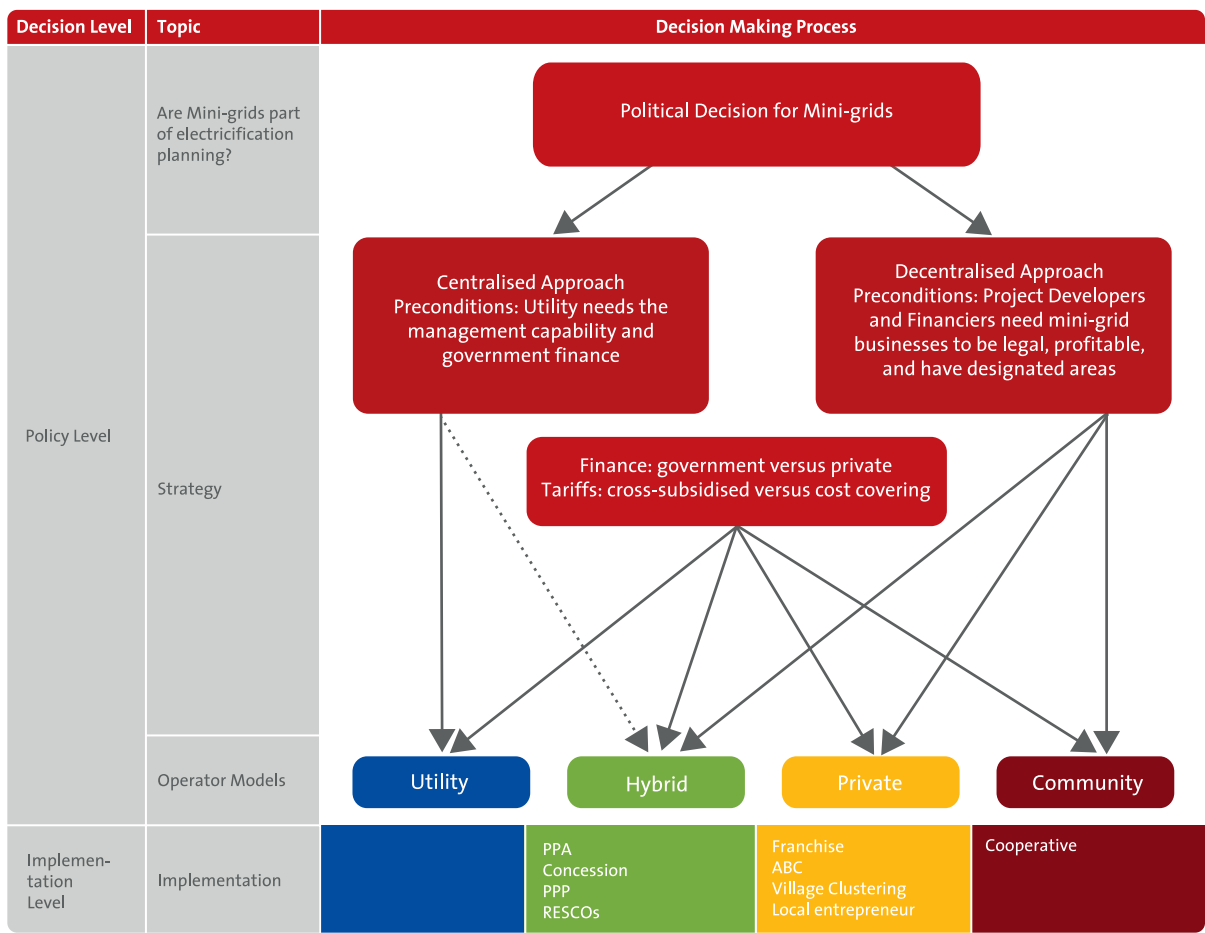 Decision Level
Topic
Decision Making Process
Are Mini-grids part
of electricification
planning?
Political Decision for Mini-grids
Centralised Approach
Preconditions: Utility needs the
management capability and
government finance
Decentralised Approach
Preconditions: Project Developers
and Financiers need mini-grid
businesses to be legal, profitable,
and have designated areas
Policy Level
Strategy
Finance: government versus private
Tariffs: cross-subsidised versus cost covering
Operator Models
Utility
Hybrid
Private
Community
Implemen-
tation
Level
Implementation
PPA
Concession
PPP
RESCOs
Franchise
ABC
Village Clustering
Local entrepreneur
Cooperative